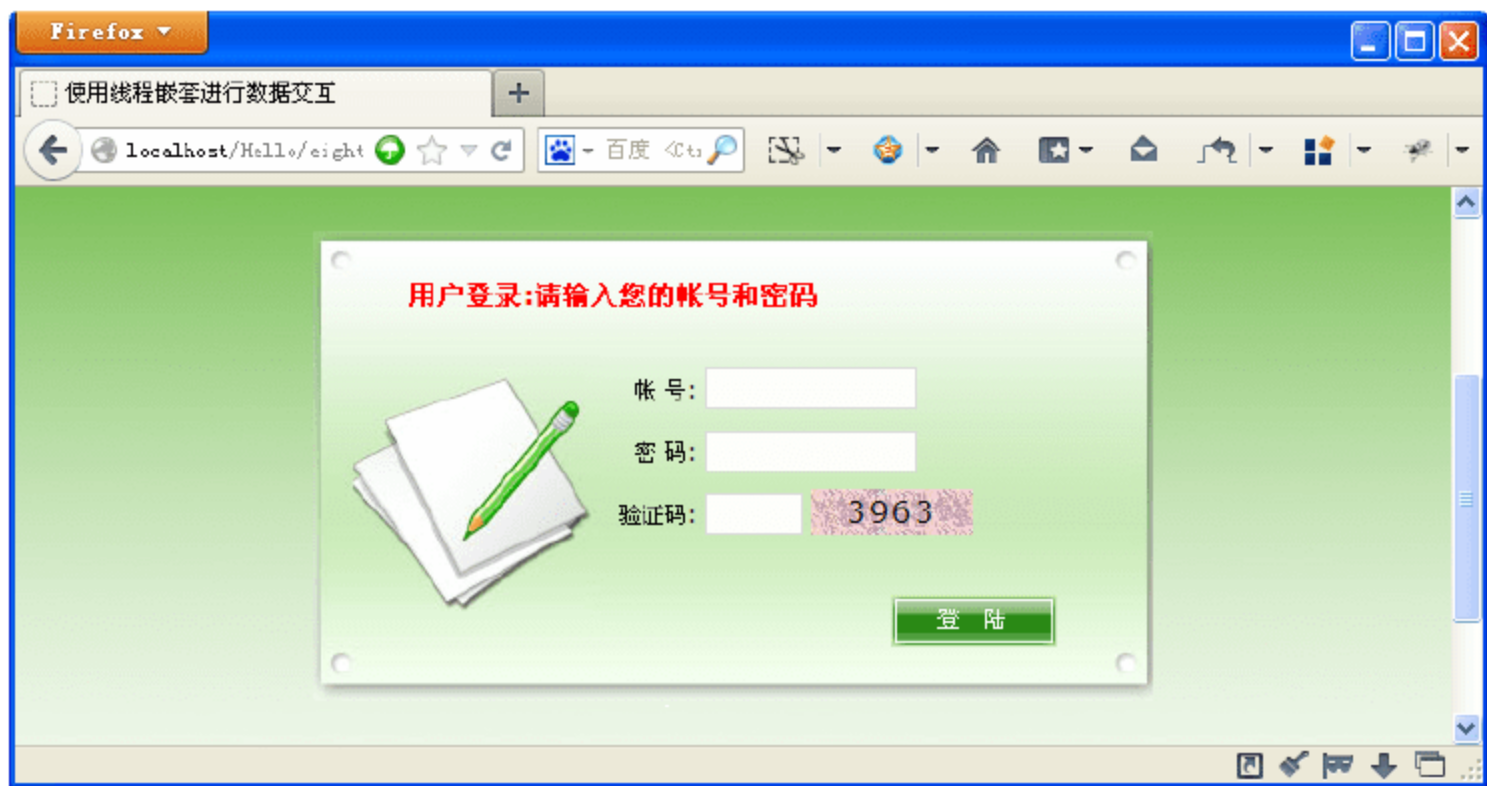 Firefox
使用线程嵌套进行数据交互
localhost/Hello/eight
百度 <Ct
用户登录:请输入您的帐号和密码
帐 号:
密 码:
验证码: 3963
登 陆